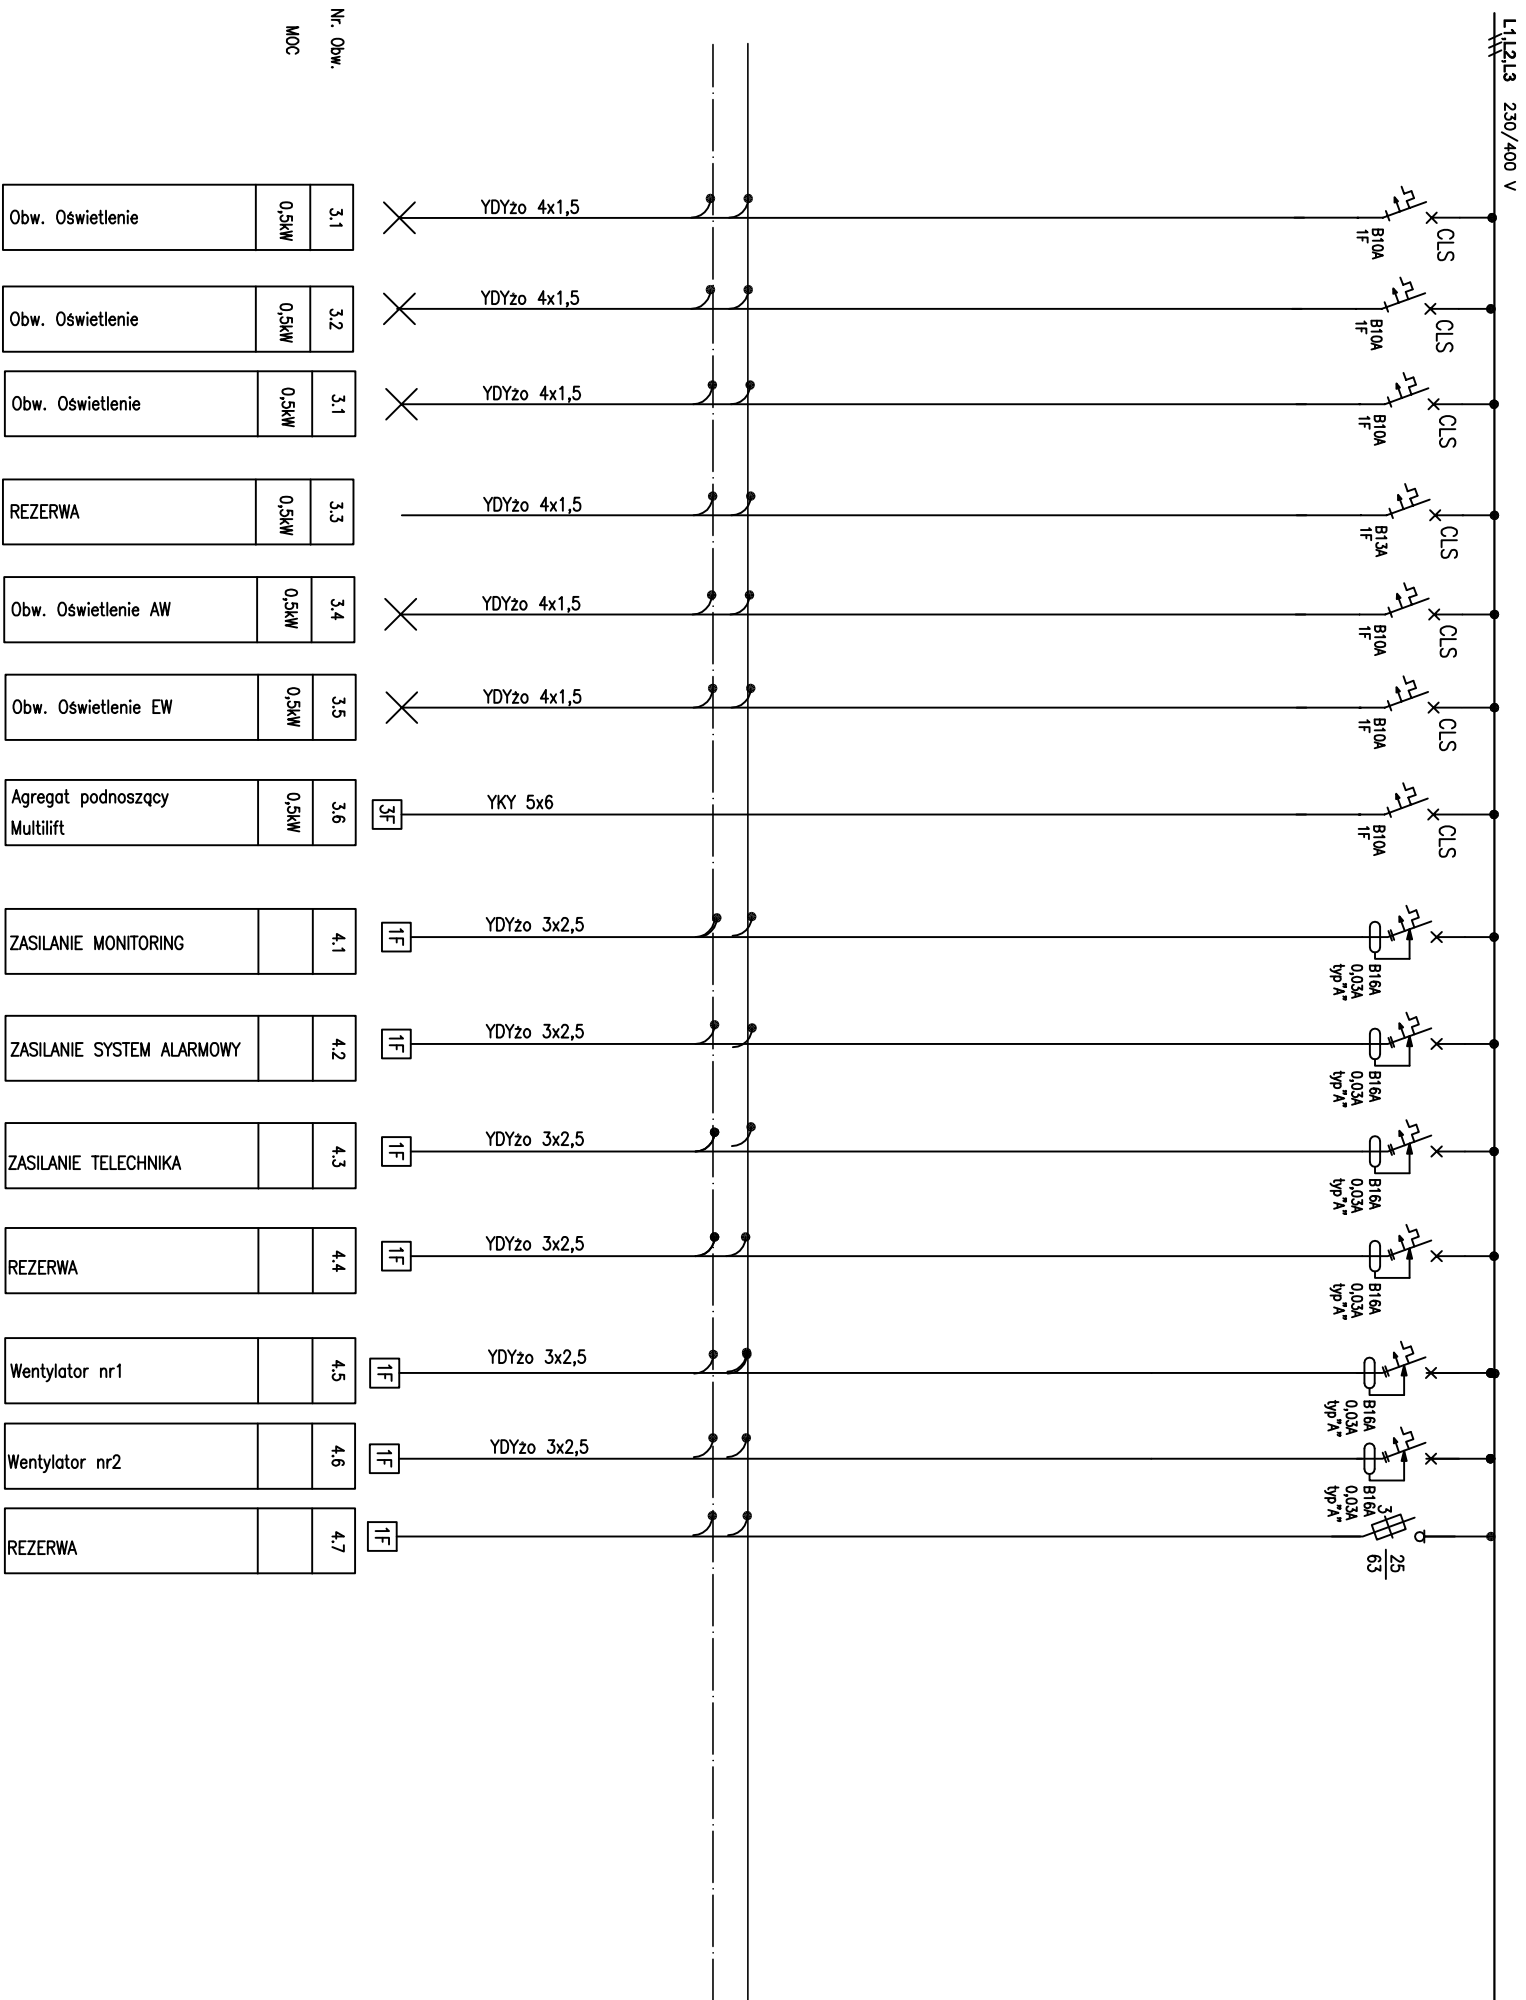 L1,L2,L3 230/400 V
Nr. Obw.
MOC
Obw. Oświetlenie
0,5kW
3.1
YDYżo 4x1,5
B10A
1F
CLS
Obw. Oświetlenie
0,5kW
3.2
YDYżo 4x1,5
B10A
1F
CLS
Obw. Oświetlenie
0,5kW
3.1
YDYżo 4x1,5
B10A
1F
CLS
REZERWA
0,5kW
3.3
YDYżo 4x1,5
B13A
1F
CLS
Obw. Oświetlenie AW
0,5kW
3.4
YDYżo 4x1,5
B10A
1F
CLS
Obw. Oświetlenie EW
0,5kW
3.5
YDYżo 4x1,5
B10A
1F
CLS
Agregat podnoszący
Multilift
0,5kW
3.6
3F
YKY 5x6
B10A
1F
CLS
ZASILANIE MONITORING
4.1
1F
YDYżo 3x2,5
B16A
0,03A
typ"A"
ZASILANIE SYSTEM ALARMOWY
4.2
1F
YDYżo 3x2,5
B16A
0,03A
typ"A"
ZASILANIE TELECHNIKA
4.3
1F
YDYżo 3x2,5
B16A
0,03A
typ"A"
REZERWA
4.4
1F
YDYżo 3x2,5
B16A
0,03A
typ"A"
Wentylator nr1
4.5
1F
YDYżo 3x2,5
B16A
0,03A
typ"A"
Wentylator nr2
4.6
1F
YDYżo 3x2,5
B16A
0,03A
typ"A"
REZERWA
4.7
1F
3
25
63